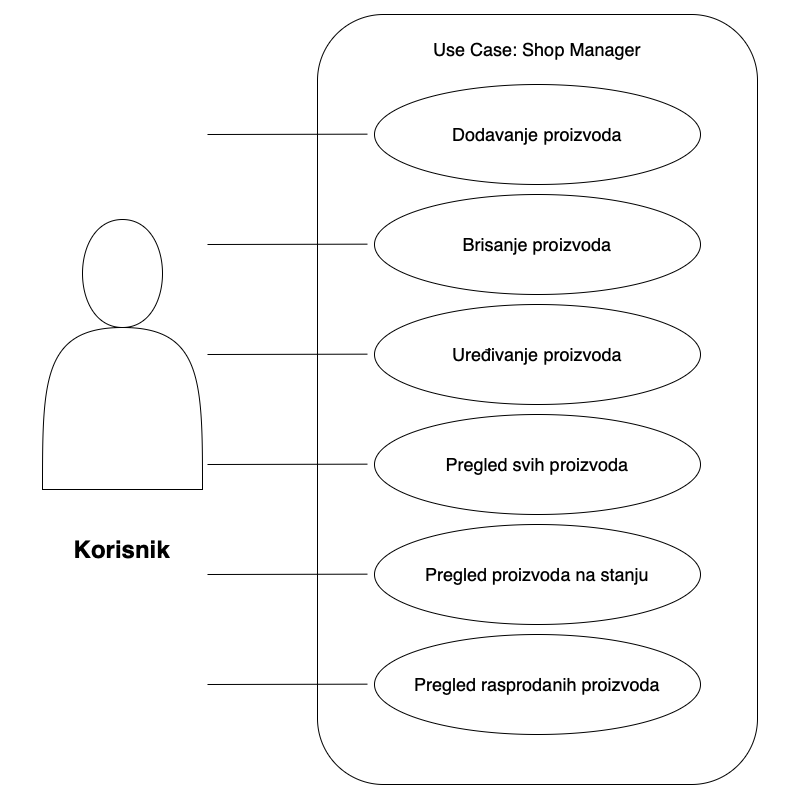 Use Case: Shop Manager
Dodavanje proizvoda
Brisanje proizvoda
Uređivanje proizvoda
Pregled svih proizvoda
Korisnik
Pregled proizvoda na stanju
Pregled rasprodanih proizvoda